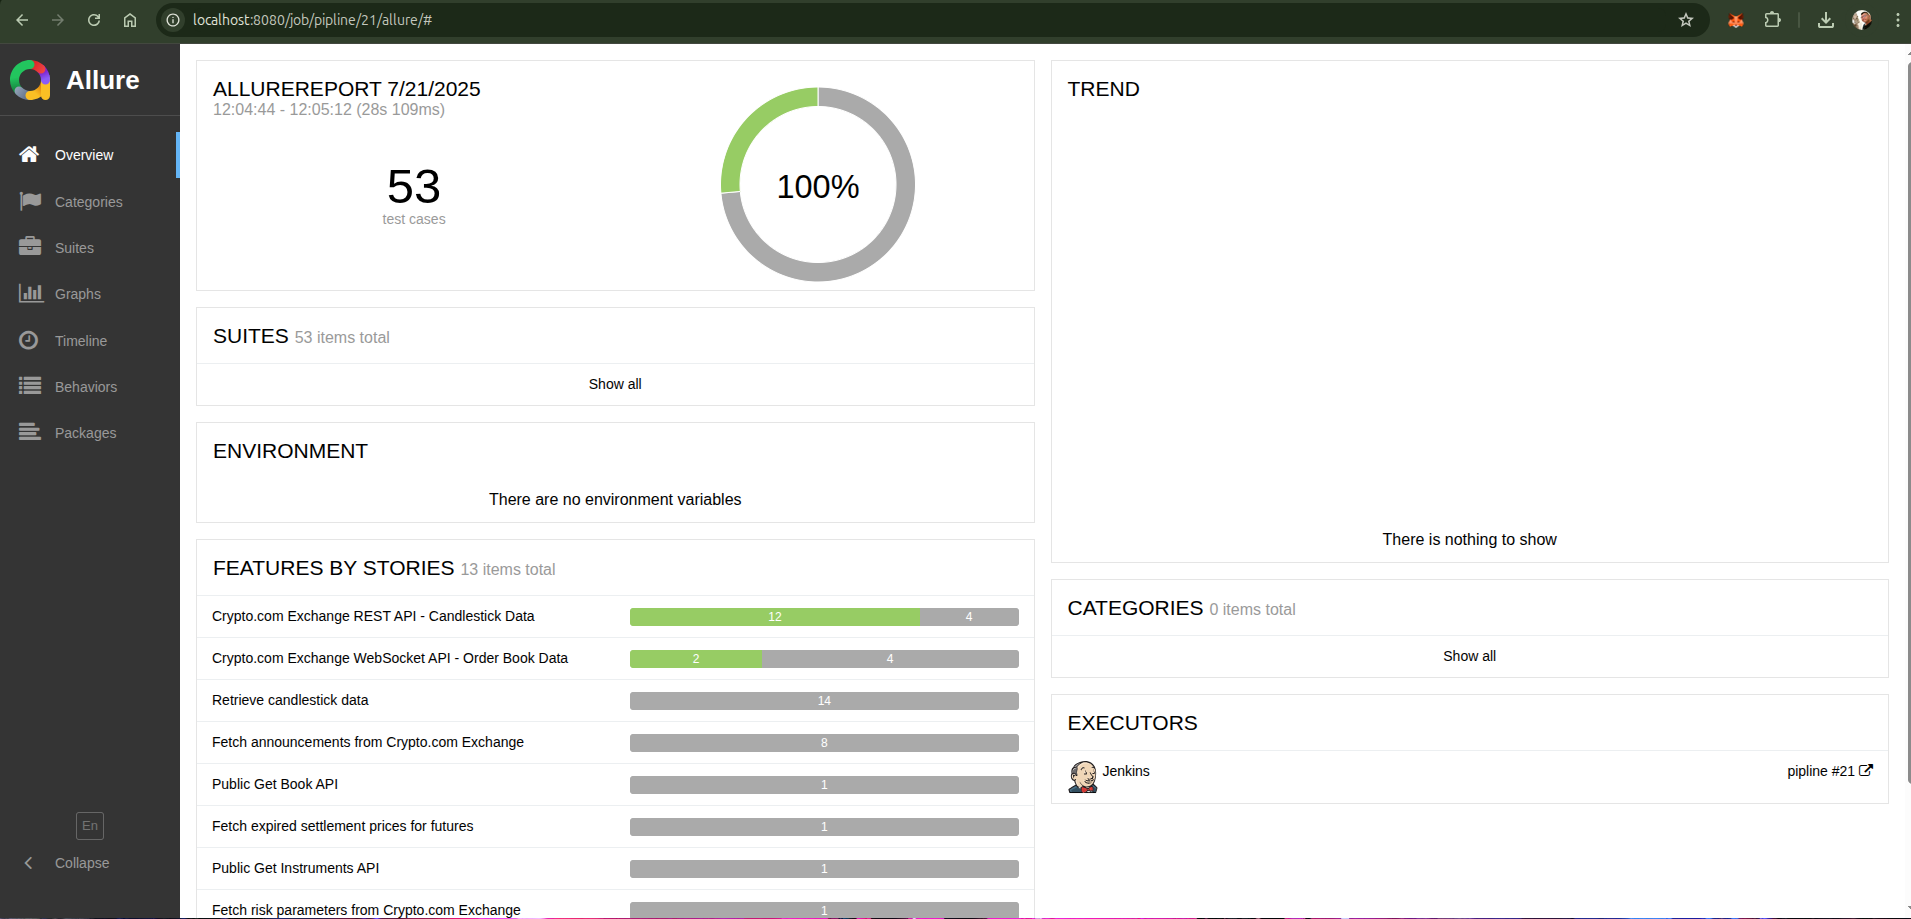 localhost:8080/job/pipline/21/allure/#
Allure
Overview
Categories
Suites
Graphs
Timeline
Behaviors
Packages
En
Collapse
ALLUREREPORT 7/21/2025
12:04:44 - 12:05:12 (28s 109ms)
53
test cases
100%
SUITES 53 items total
Show all
ENVIRONMENT
There are no environment variables
FEATURES BY STORIES 13 items total
Crypto.com Exchange REST API - Candlestick Data 12 4
Crypto.com Exchange WebSocket API - Order Book Data 2 4
Retrieve candlestick data 14
Fetch announcements from Crypto.com Exchange 8
Public Get Book API 1
Fetch expired settlement prices for futures 1
Public Get Instruments API 1
Fetch risk parameters from Crypto.com Exchange 1
TREND
There is nothing to show
CATEGORIES 0 items total
Show all
EXECUTORS
Jenkins pipline #21